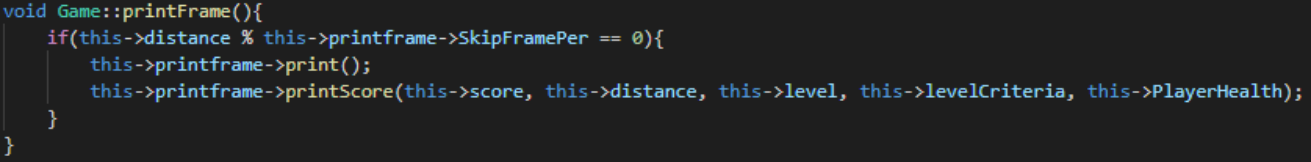 void Game::printFrame(){
    if(this->distance % this->printframe->SkipFramePer == 0){
        this->printframe->print();
        this->printframe->printScore(this->score, this->distance, this->level, this->levelCriteria, this->PlayerHealth);
    }
}